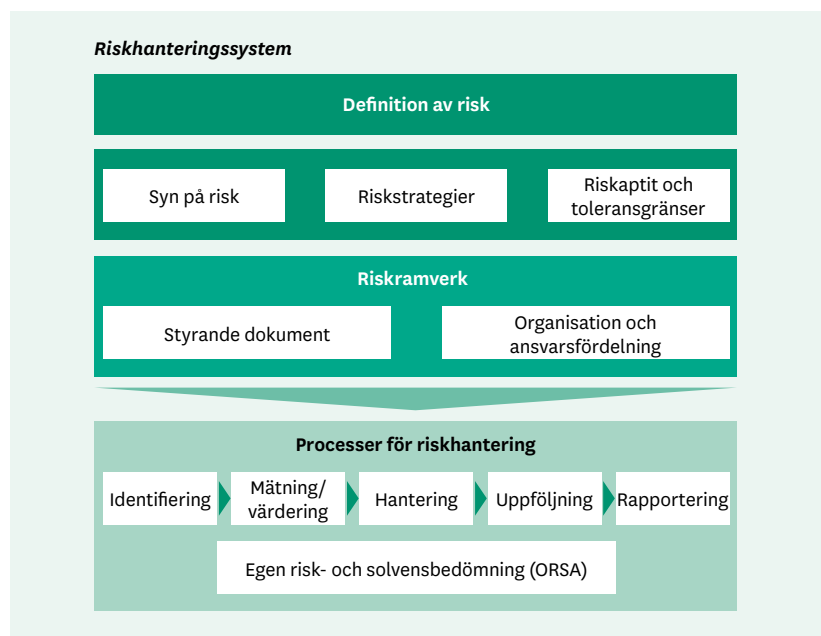 Riskhanteringssystem
Definition av risk
Syn på risk
Riskstrategier
Riskaptit och
toleransgränser
Riskramverk
Styrande dokument
Organisation och
ansvarsfördelning
Processer för riskhantering
Identifiering
Mätning/
värdering
Hantering
Uppföljning
Rapportering
Egen risk- och solvensbedömning (ORSA)